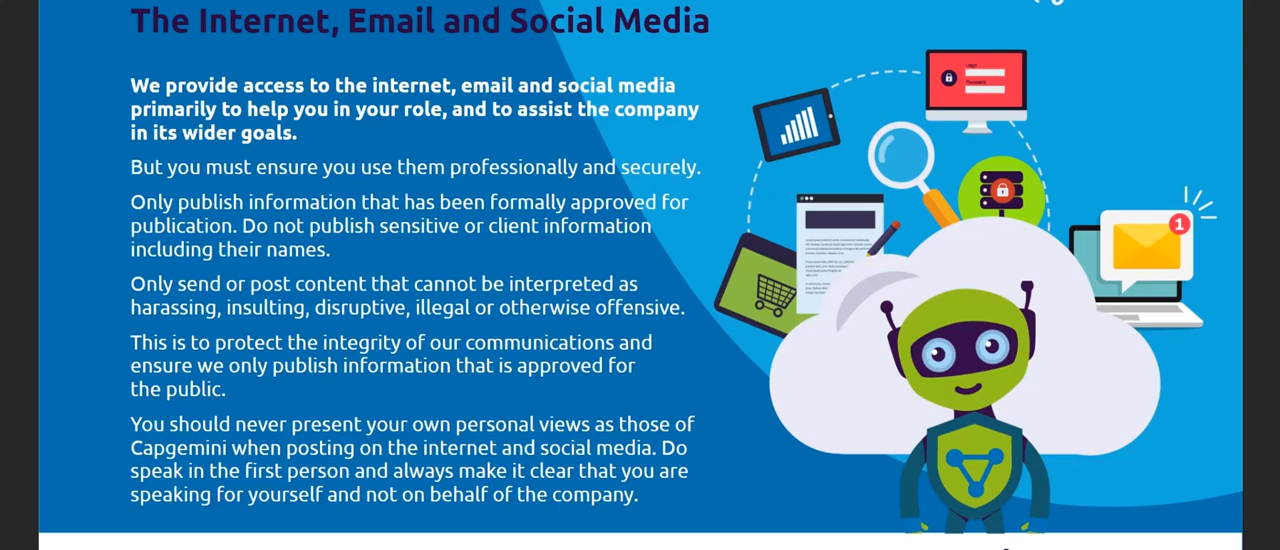 The Internet, Email and Social Media
We provide access to the internet, email and social media
primarily to help you in your role, and to assist the company
in its wider goals.
But you must ensure you use them professionally and securely.
Only publish information that has been formally approved for
publication. Do not publish sensitive or client information
including their names.
Only send or post content that cannot be interpreted as
harassing, insulting, disruptive, illegal or otherwise offensive.
This is to protect the integrity of our communications and
ensure we only publish information that is approved for
the public.
You should never present your own personal views as those of
Capgemini when posting on the internet and social media. Do
speak in the first person and always make it clear that you are
speaking for yourself and not on behalf of the company.
Login
Password
1